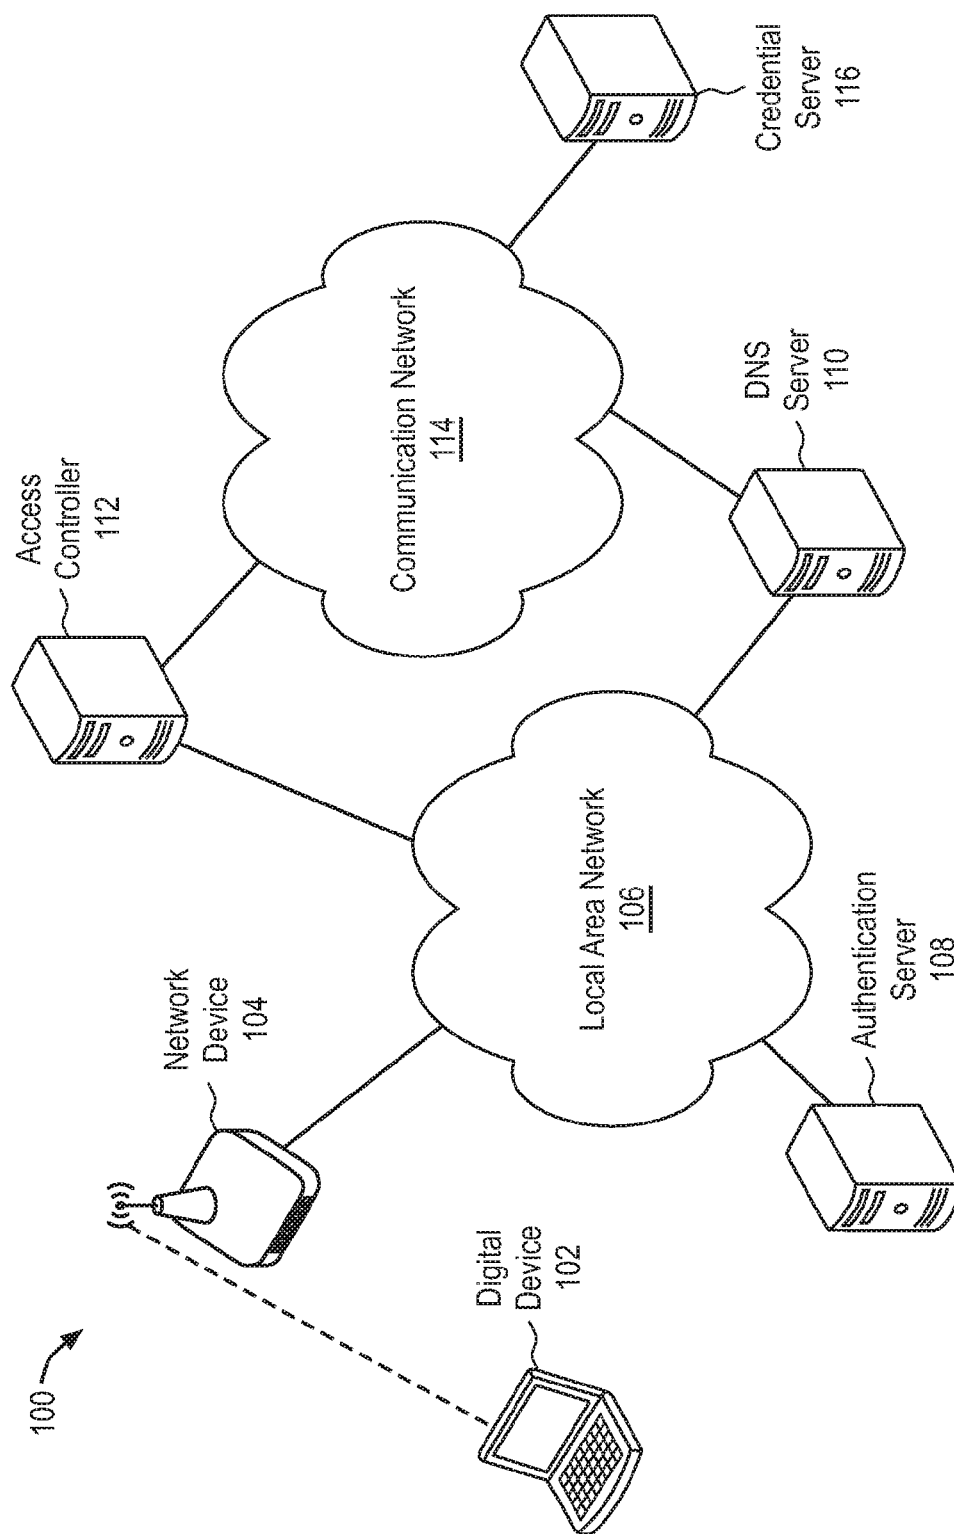 100
Digital
Device
102
Network
Device
104
Access
Controller
112
Local Area Network
106
Communication Network
114
Authentication
Server
108
DNS
Server
110
Credential
Server
116